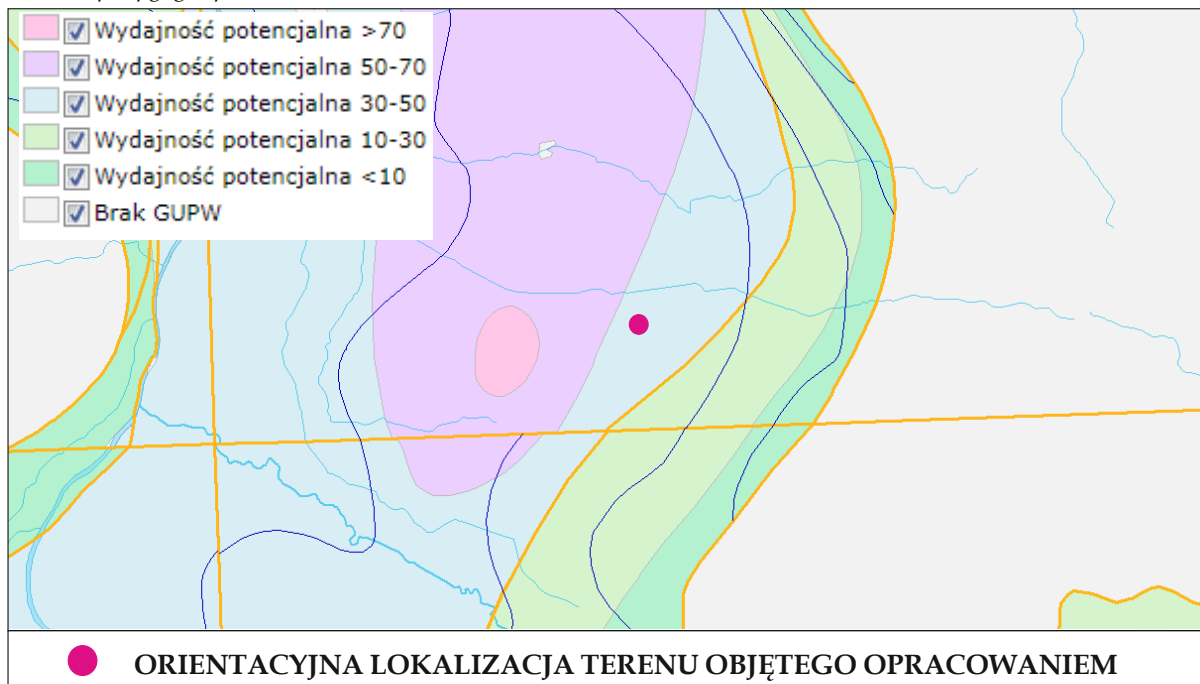 Wydajność potencjalna >70
Wydajność potencjalna 50-70
Wydajność potencjalna 30-50
Wydajność potencjalna 10-30
Wydajność potencjalna <10
Brak GUPW
ORIENTACYJNA LOKALIZACJA TERENU OBJĘTEGO OPRACOWANIEM